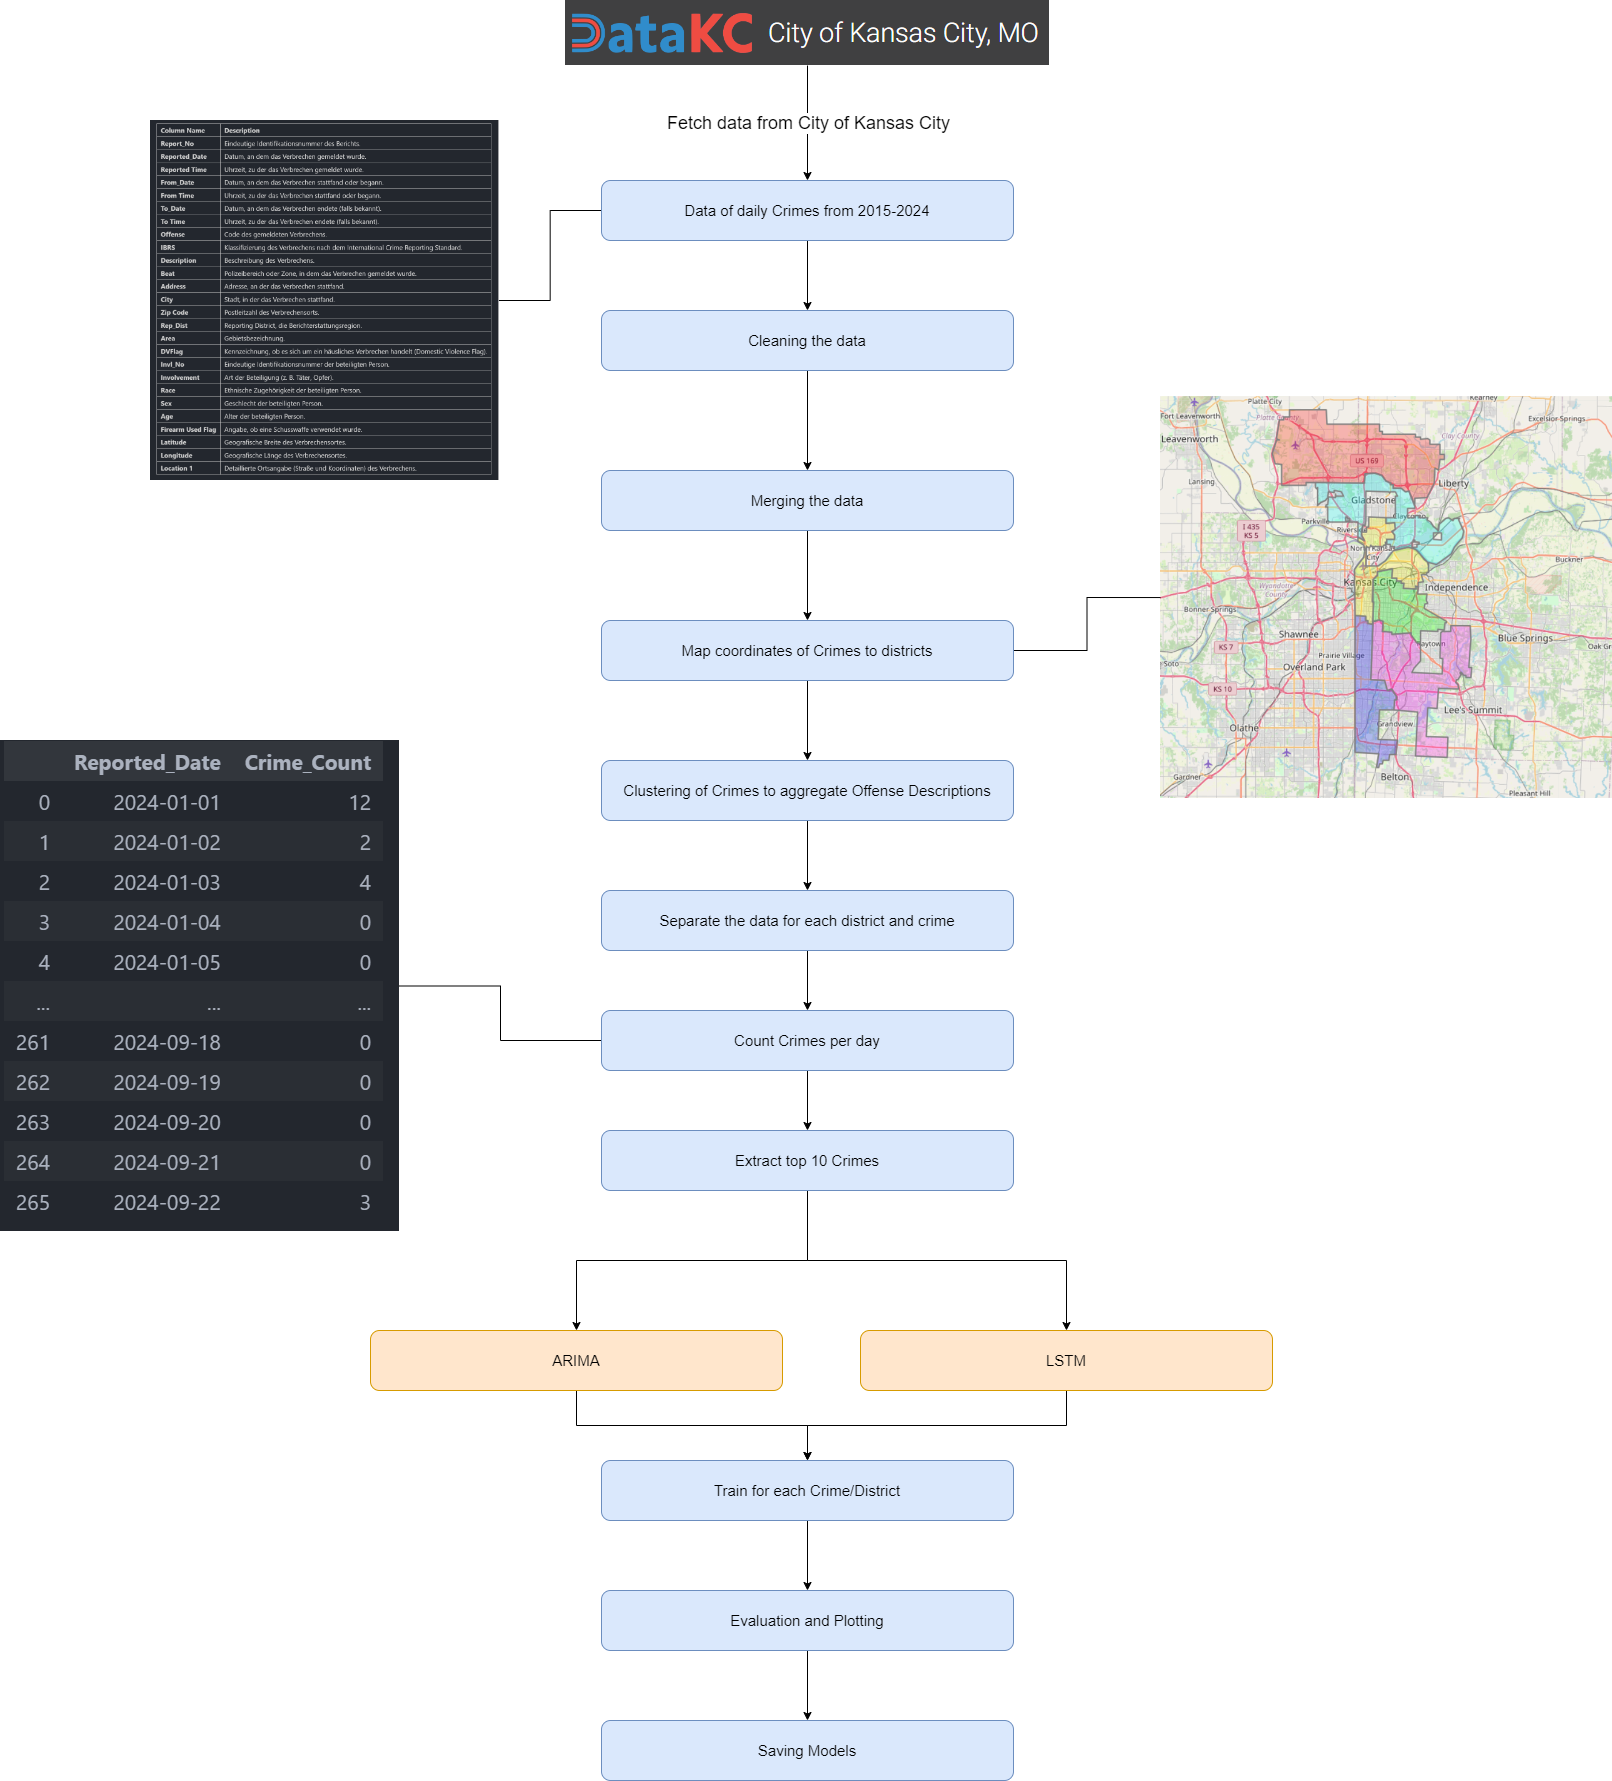 DataKC City of Kansas City, MO
Fetch data from City of Kansas City
Column Name Description
Report_No Eindeutige Identifikationsnummer des Berichts.
Reported_Date Datum, an dem das Verbrechen gemeldet wurde.
Reported Time Uhrzeit, zu der das Verbrechen gemeldet wurde.
From_Date Datum, an dem das Verbrechen stattfand oder begann.
From Time Uhrzeit, zu der das Verbrechen stattfand oder begann.
To_Date Datum, an dem das Verbrechen endete (falls bekannt).
To Time Uhrzeit, zu der das Verbrechen endete (falls bekannt).
Offense Code des gemeldeten Verbrechens.
IBRS Klassifizierung des Verbrechens nach dem International Crime Reporting Standard.
Description Beschreibung des Verbrechens.
Beat Polizeibereich oder Zone, in dem das Verbrechen gemeldet wurde.
Address Adresse, an der das Verbrechen stattfand.
City Stadt, in der das Verbrechen stattfand.
Zip Code Postleitzahl des Verbrechensorts.
Rep_Dist Reporting District, die Berichterstattungsregion.
Area Gebietsbezeichnung.
DVFlag Kennzeichnung, ob es sich um ein häusliches Verbrechen handelt (Domestic Violence Flag).
Invl_No Eindeutige Identifikationsnummer der beteiligten Person.
Involvement Art der Beteiligung (z. B. Täter, Opfer).
Race Ethnische Zugehörigkeit der beteiligten Person.
Sex Geschlecht der beteiligten Person.
Age Alter der beteiligten Person.
Firearm Used Flag Angabe, ob eine Schusswaffe verwendet wurde.
Latitude Geografische Breite des Verbrechensortes.
Longitude Geografische Länge des Verbrechensortes.
Location 1 Detaillierte Ortsangabe (Straße und Koordinaten) des Verbrechens.
Data of daily Crimes from 2015-2024
Cleaning the data
Merging the data
Map coordinates of Crimes to districts
Platte City
Kearney
Fort Leavenworth
Excelsior Springs
Leavenworth
Clay County
US 169
Lansing
Liberty
Gladstone
Parkville
I 435
KS 5
North Kansas
City
Buckner
Kansas City
Independence
Wyandotte
County
Bonner Springs
Shawnee
Blue Springs
KS 7
Raytown
Oak Gr
Prairie Village
Soto
Overland Park
KS 10
Lee's Summit
Olathe
Grandview
Gardner
Belton
Pleasant Hill
Clustering of Crimes to aggregate Offense Descriptions
Separate the data for each district and crime
Reported_Date Crime_Count
0 2024-01-01 12
1 2024-01-02 2
2 2024-01-03 4
3 2024-01-04 0
4 2024-01-05 0
... ... ...
261 2024-09-18 0
262 2024-09-19 0
263 2024-09-20 0
264 2024-09-21 0
265 2024-09-22 3
Count Crimes per day
Extract top 10 Crimes
ARIMA
LSTM
Train for each Crime/District
Evaluation and Plotting
Saving Models